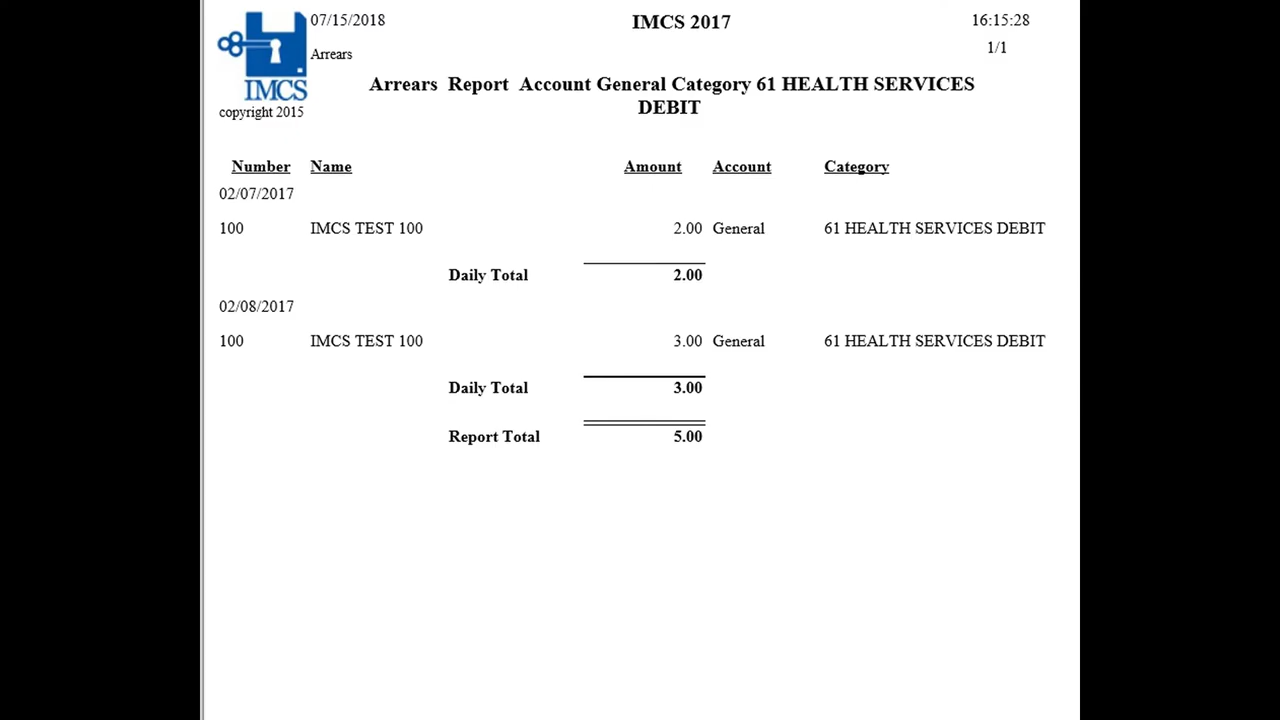 07/15/2018 IMCS 2017 16:15:28
Arrears 1/1
IMCS
copyright 2015
Arrears Report Account General Category 61 HEALTH SERVICES
DEBIT
Number Name Amount Account Category
02/07/2017
100 IMCS TEST 100 2.00 General 61 HEALTH SERVICES DEBIT
Daily Total 2.00
02/08/2017
100 IMCS TEST 100 3.00 General 61 HEALTH SERVICES DEBIT
Daily Total 3.00
Report Total 5.00